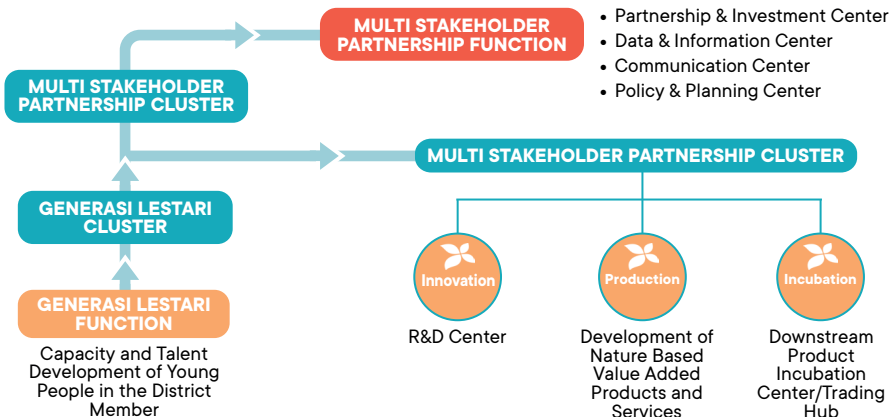 MULTI STAKEHOLDER
PARTNERSHIP FUNCTION
• Partnership & Investment Center
• Data & Information Center
• Communication Center
• Policy & Planning Center
MULTI STAKEHOLDER
PARTNERSHIP CLUSTER
MULTI STAKEHOLDER PARTNERSHIP CLUSTER
GENERASI LESTARI
CLUSTER
GENERASI LESTARI
FUNCTION
Capacity and Talent
Development of Young
People in the District
Member
Innovation
R&D Center
Production
Development of
Nature Based
Value Added
Products and
Services
Incubation
Downstream
Product
Incubation
Center/Trading
Hub